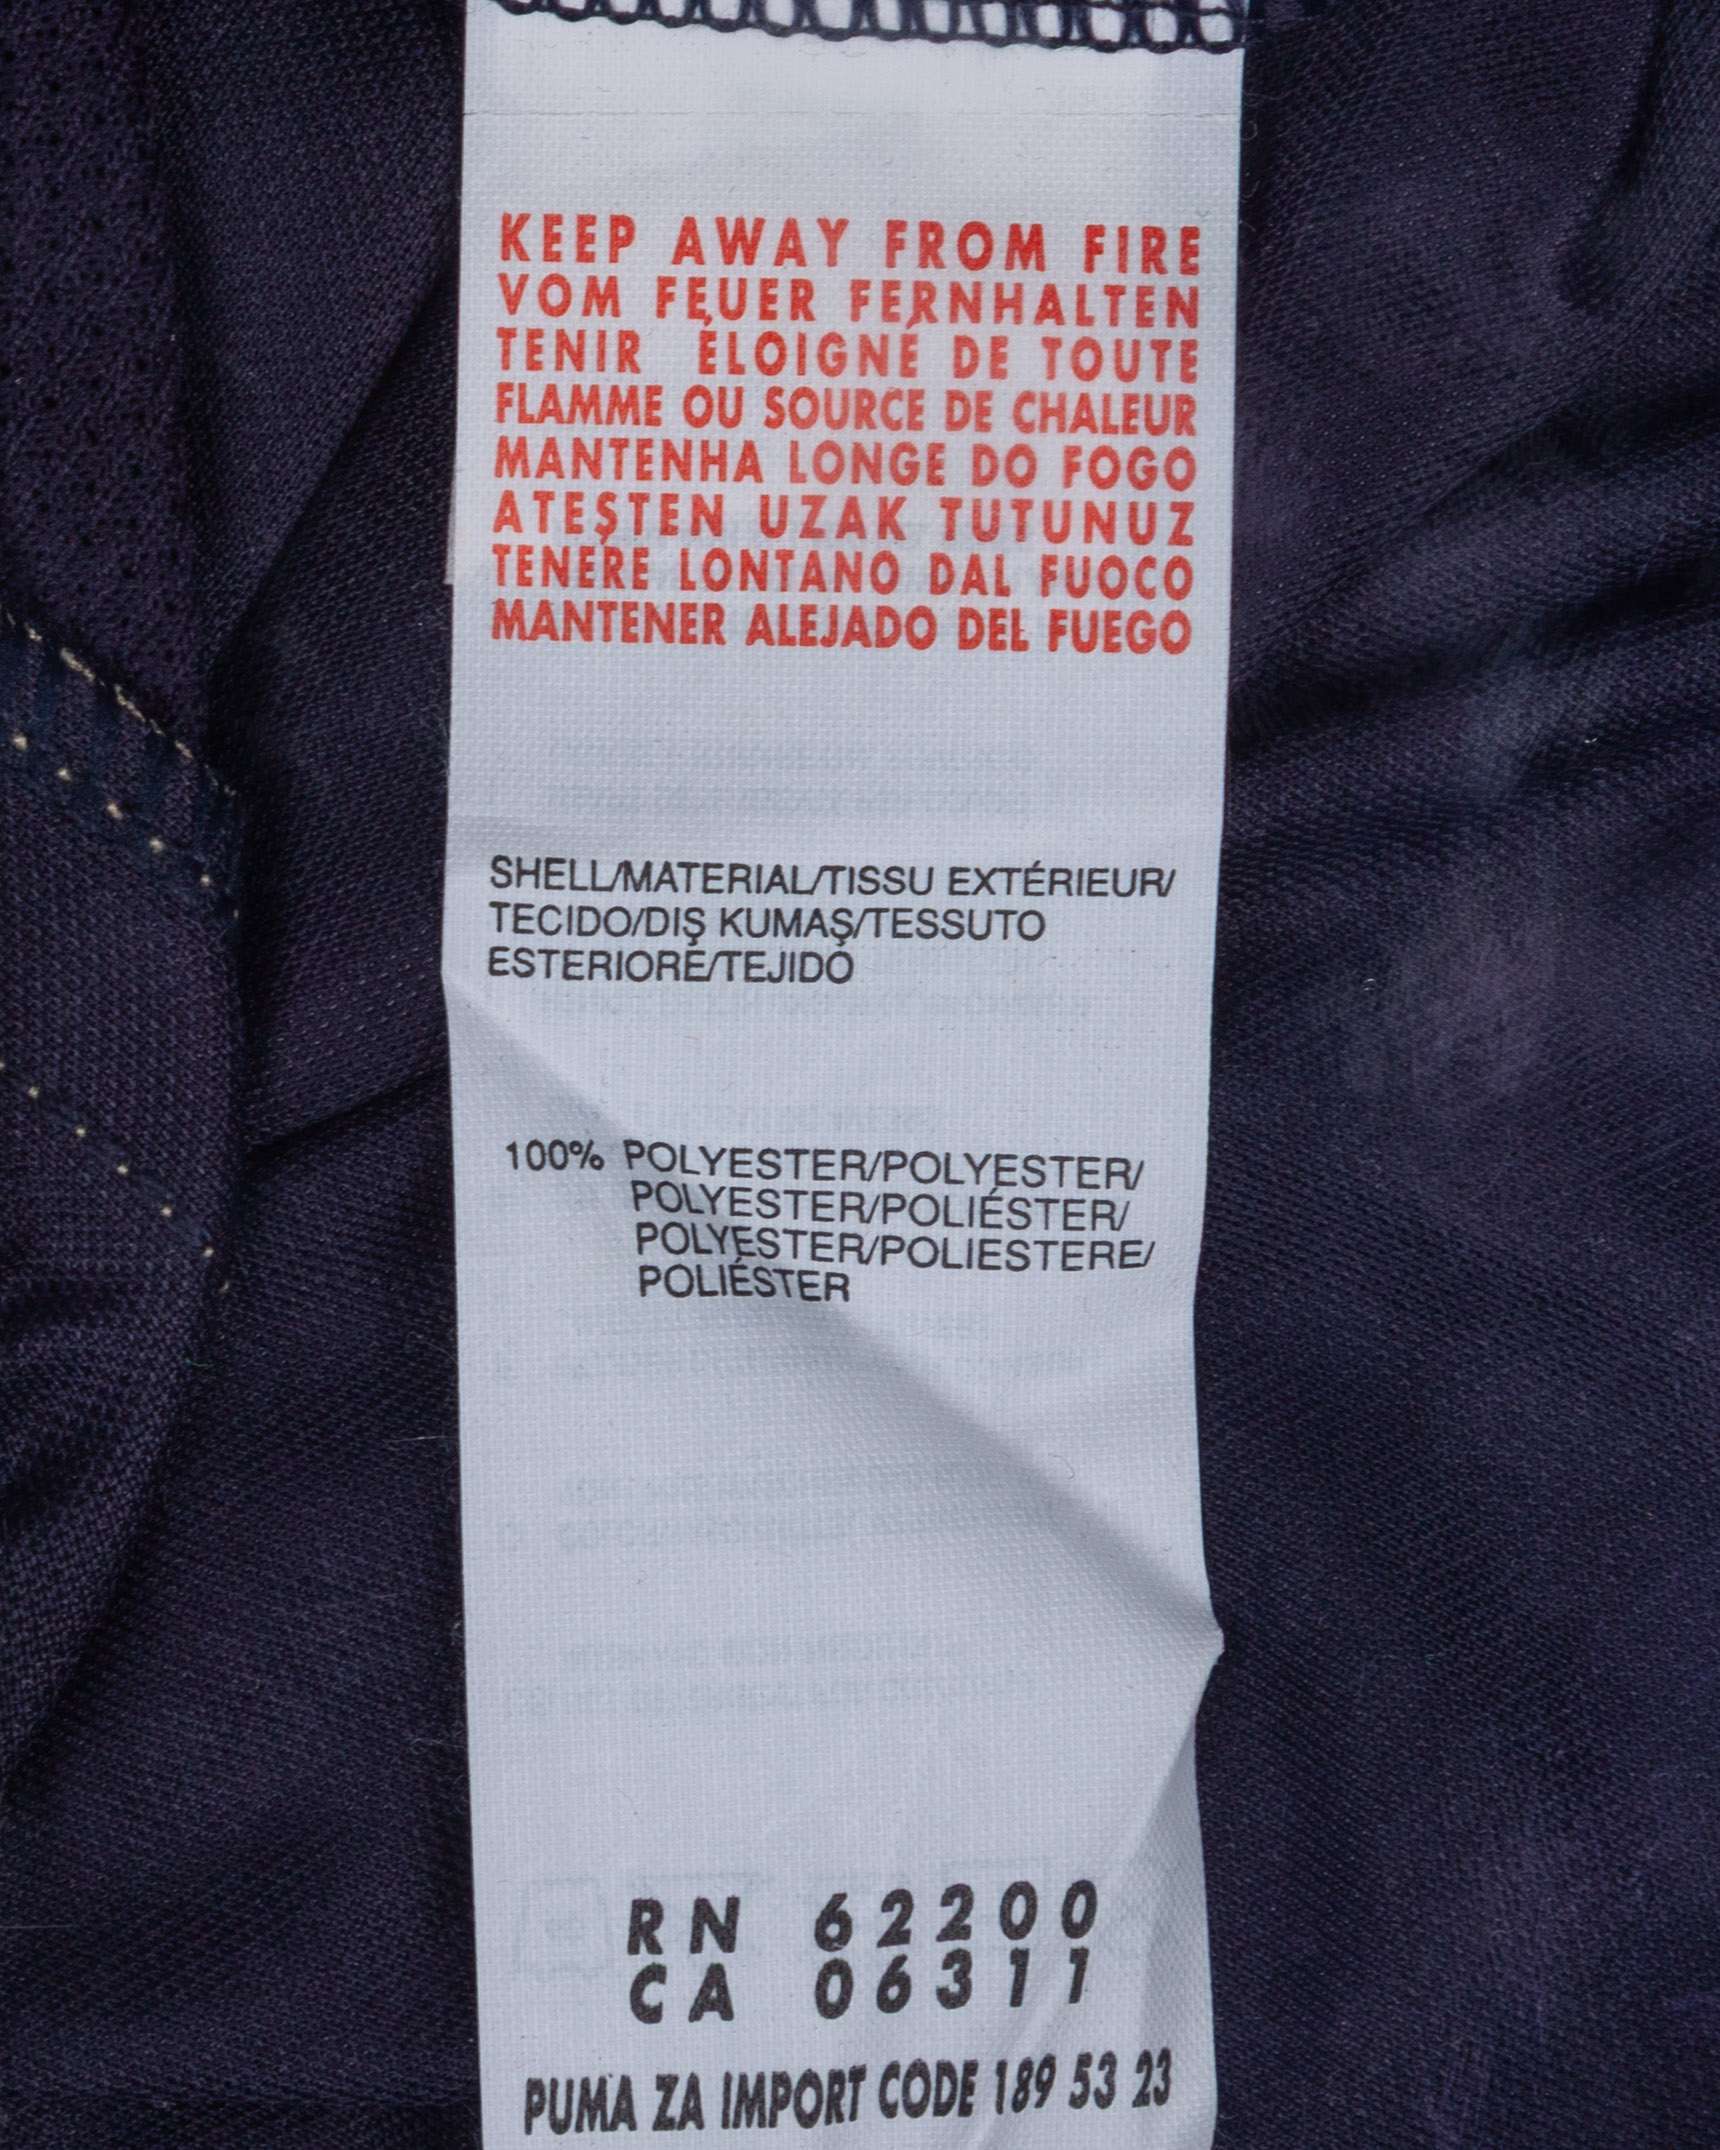 KEEP AWAY FROM FIRE
VOM FEUER FERNHALTEN
TENIR ÉLOIGNÉ DE TOUTE
FLAMME OU SOURCE DE CHALEUR
MANTENHA LONGE DO FOGO
ATEŞTEN UZAK TUTUNUZ
TENERE LONTANO DAL FUOCO
MANTENER ALEJADO DEL FUEGO
SHELL/MATERIAL/TISSU EXTÉRIEUR/
TECIDO/DIŞ KUMAŞ/TESSUTO
ESTERIORE/TEJIDO
100% POLYESTER/POLYESTER/
POLYESTER/POLIÉSTER/
POLYESTER/POLIESTERE/
POLIÉSTER
RN 62200
CA 06311
PUMA ZA IMPORT CODE 189 53 23